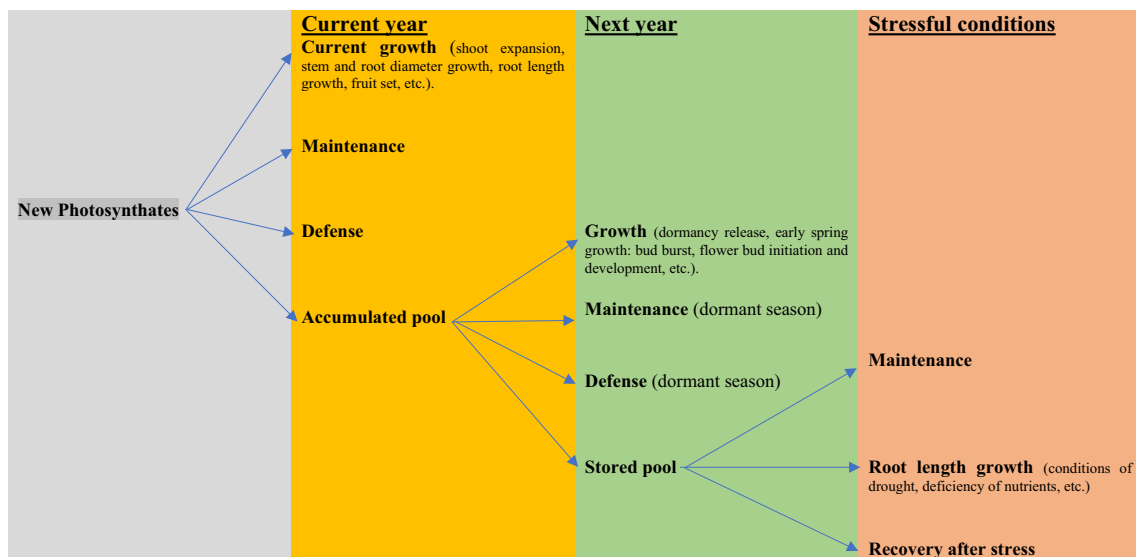 Current year
Next year
Stressful conditions
Current growth (shoot expansion,
stem and root diameter growth, root length
growth, fruit set, etc.).
Maintenance
New Photosynthates
Defense
Growth (dormancy release, early spring
growth: bud burst, flower bud initiation and
development, etc.).
Accumulated pool
Maintenance (dormant season)
Maintenance
Defense (dormant season)
Stored pool
Root length growth (conditions of
drought, deficiency of nutrients, etc.)
Recovery after stress